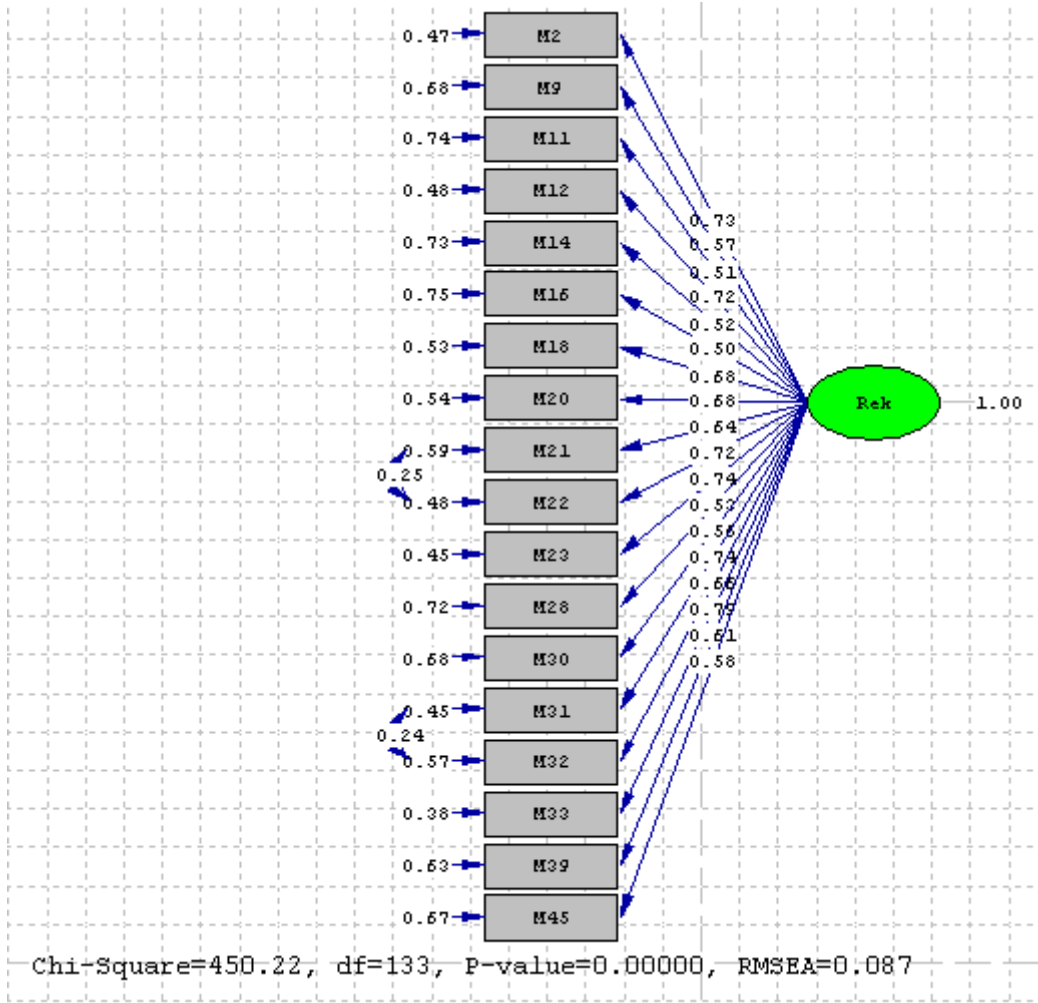 0.47 M2
0.68 M9
0.74 M11
0.48 M12
0.73
0.73 M14
0.57
0.51
0.75 M16
0.72
0.52
0.53 M18
0.50
0.68
0.54 M20
0.68
Rek 1.00
0.64
0.59 M21
0.72
0.25
0.74
0.48 M22
0.53
0.56
0.45 M23
0.74
0.66
0.72 M28
0.79
0.61
0.68 M30
0.58
0.45 M31
0.24
0.57 M32
0.38 M33
0.63 M39
0.67 M45
Chi-Square=450.22, df=133, P-value=0.00000, RMSEA=0.087